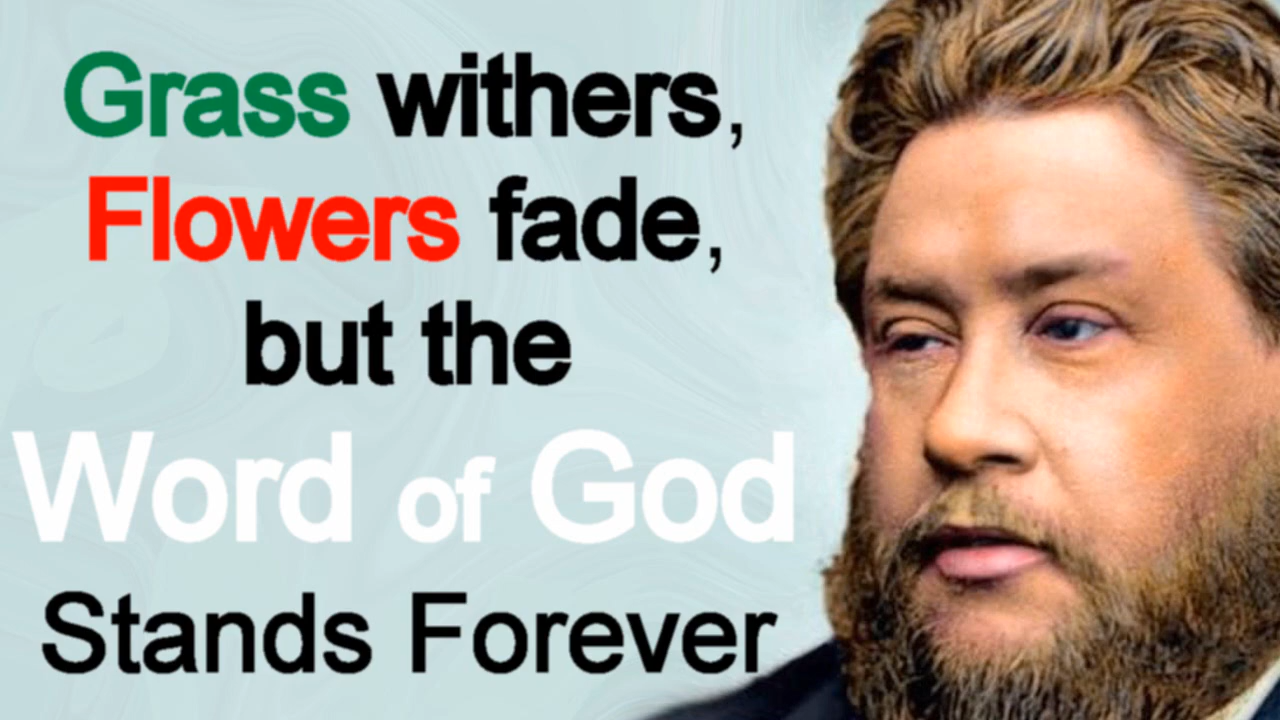 Grass withers,
Flowers fade,
but the
Word of God
Stands Forever